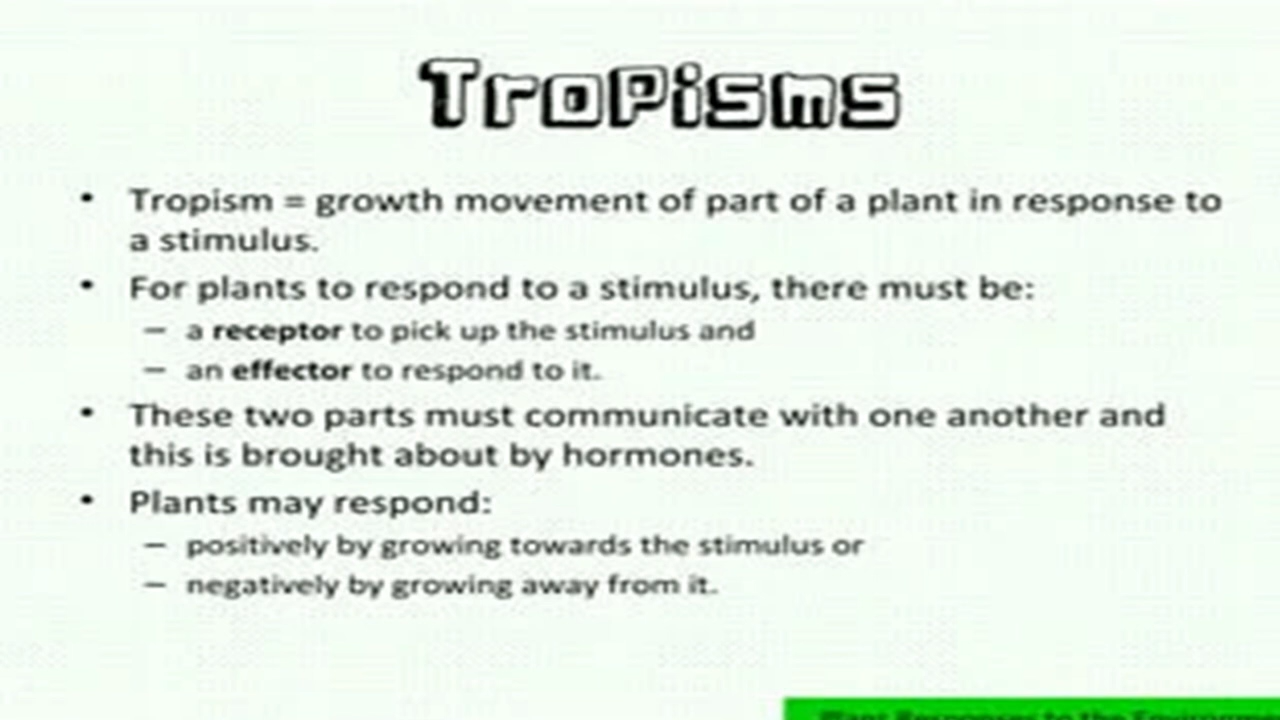 TroPisms
• Tropism = growth movement of part of a plant in response to
a stimulus.
• For plants to respond to a stimulus, there must be:
– a receptor to pick up the stimulus and
– an effector to respond to it.
• These two parts must communicate with one another and
this is brought about by hormones.
• Plants may respond:
– positively by growing towards the stimulus or
– negatively by growing away from it.